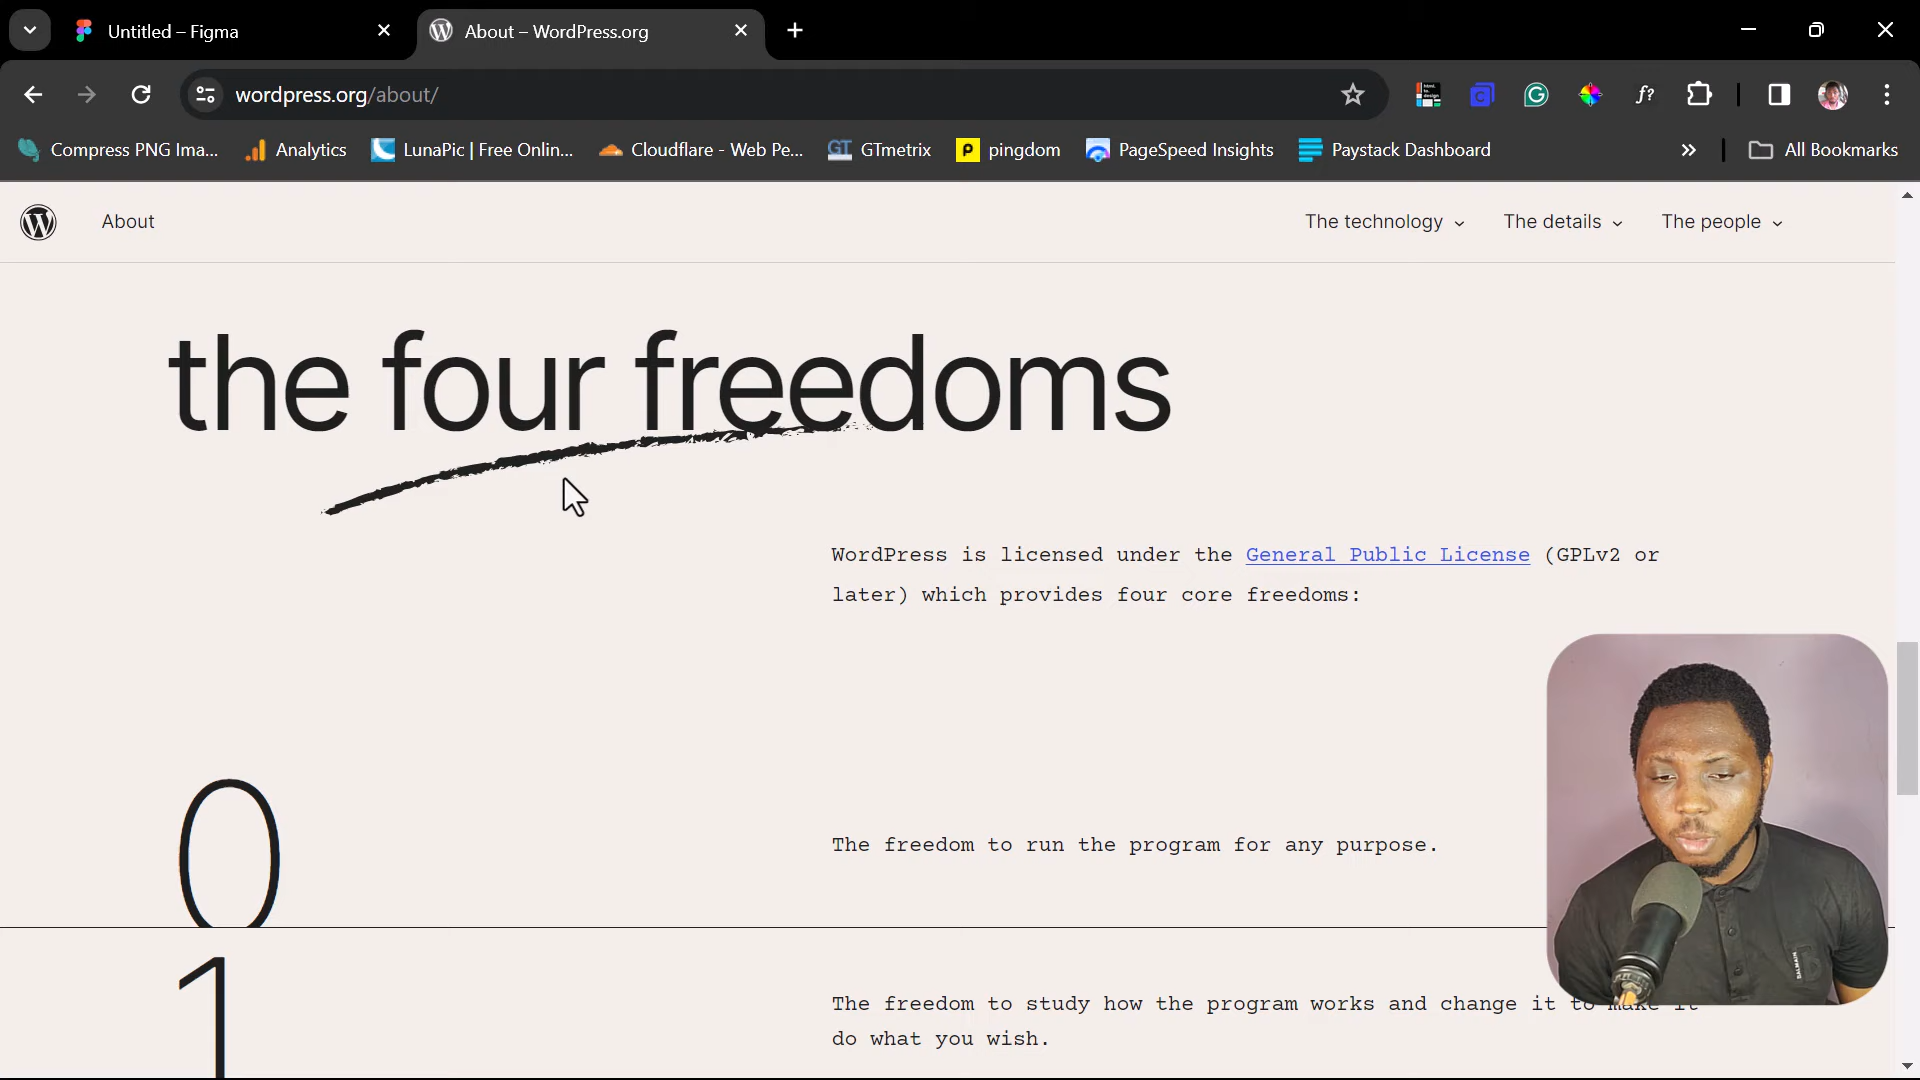 Untitled – Figma
About – WordPress.org
wordpress.org/about/
Compress PNG Ima...
Analytics
LunaPic | Free Onlin...
Cloudflare - Web Pe...
GT
GTmetrix
pingdom
PageSpeed Insights
Paystack Dashboard
All Bookmarks
About
The technology
The details
The people
the four freedoms
WordPress is licensed under the General Public License (GPLv2 or
later) which provides four core freedoms:
0
The freedom to run the program for any purpose.
1
The freedom to study how the program works and change it to make it
do what you wish.